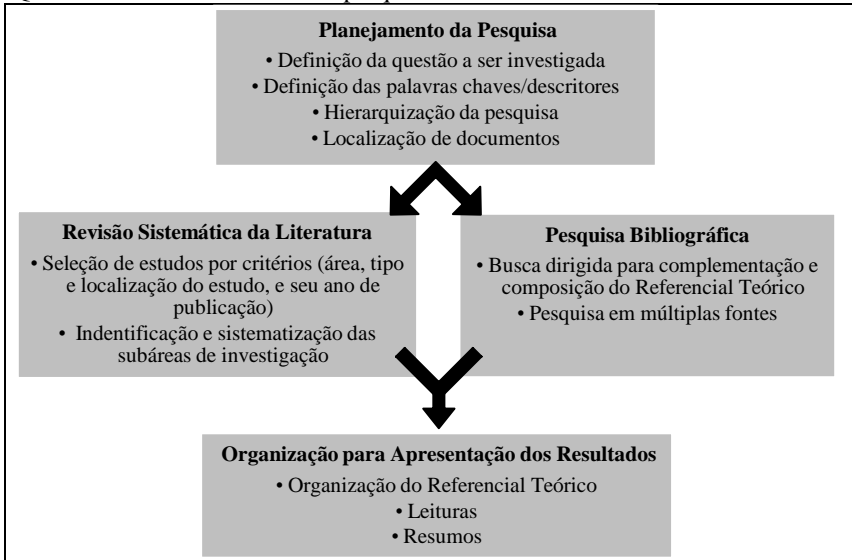 Planejamento da Pesquisa
• Definição da questão a ser investigada
• Definição das palavras chaves/descritores
• Hierarquização da pesquisa
• Localização de documentos
Revisão Sistemática da Literatura
• Seleção de estudos por critérios (área, tipo
e localização do estudo, e seu ano de
publicação)
• Indentificação e sistematização das
subáreas de investigação
Pesquisa Bibliográfica
• Busca dirigida para complementação e
composição do Referencial Teórico
• Pesquisa em múltiplas fontes
Organização para Apresentação dos Resultados
• Organização do Referencial Teórico
• Leituras
• Resumos